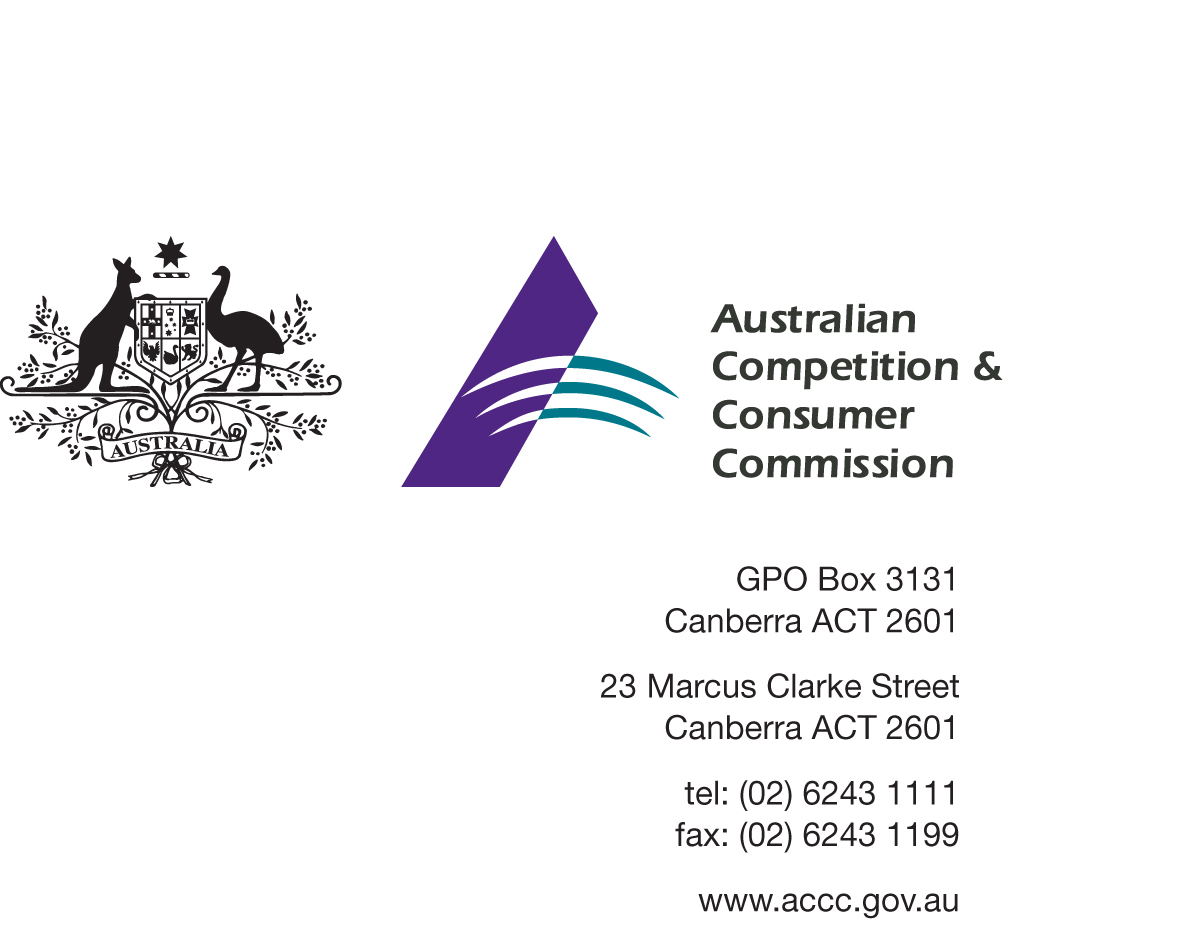 AUSTRALIA
Australian
Competition &
Consumer
Commission
GPO Box 3131
Canberra ACT 2601
23 Marcus Clarke Street
Canberra ACT 2601
tel: (02) 6243 1111
fax: (02) 6243 1199
www.accc.gov.au